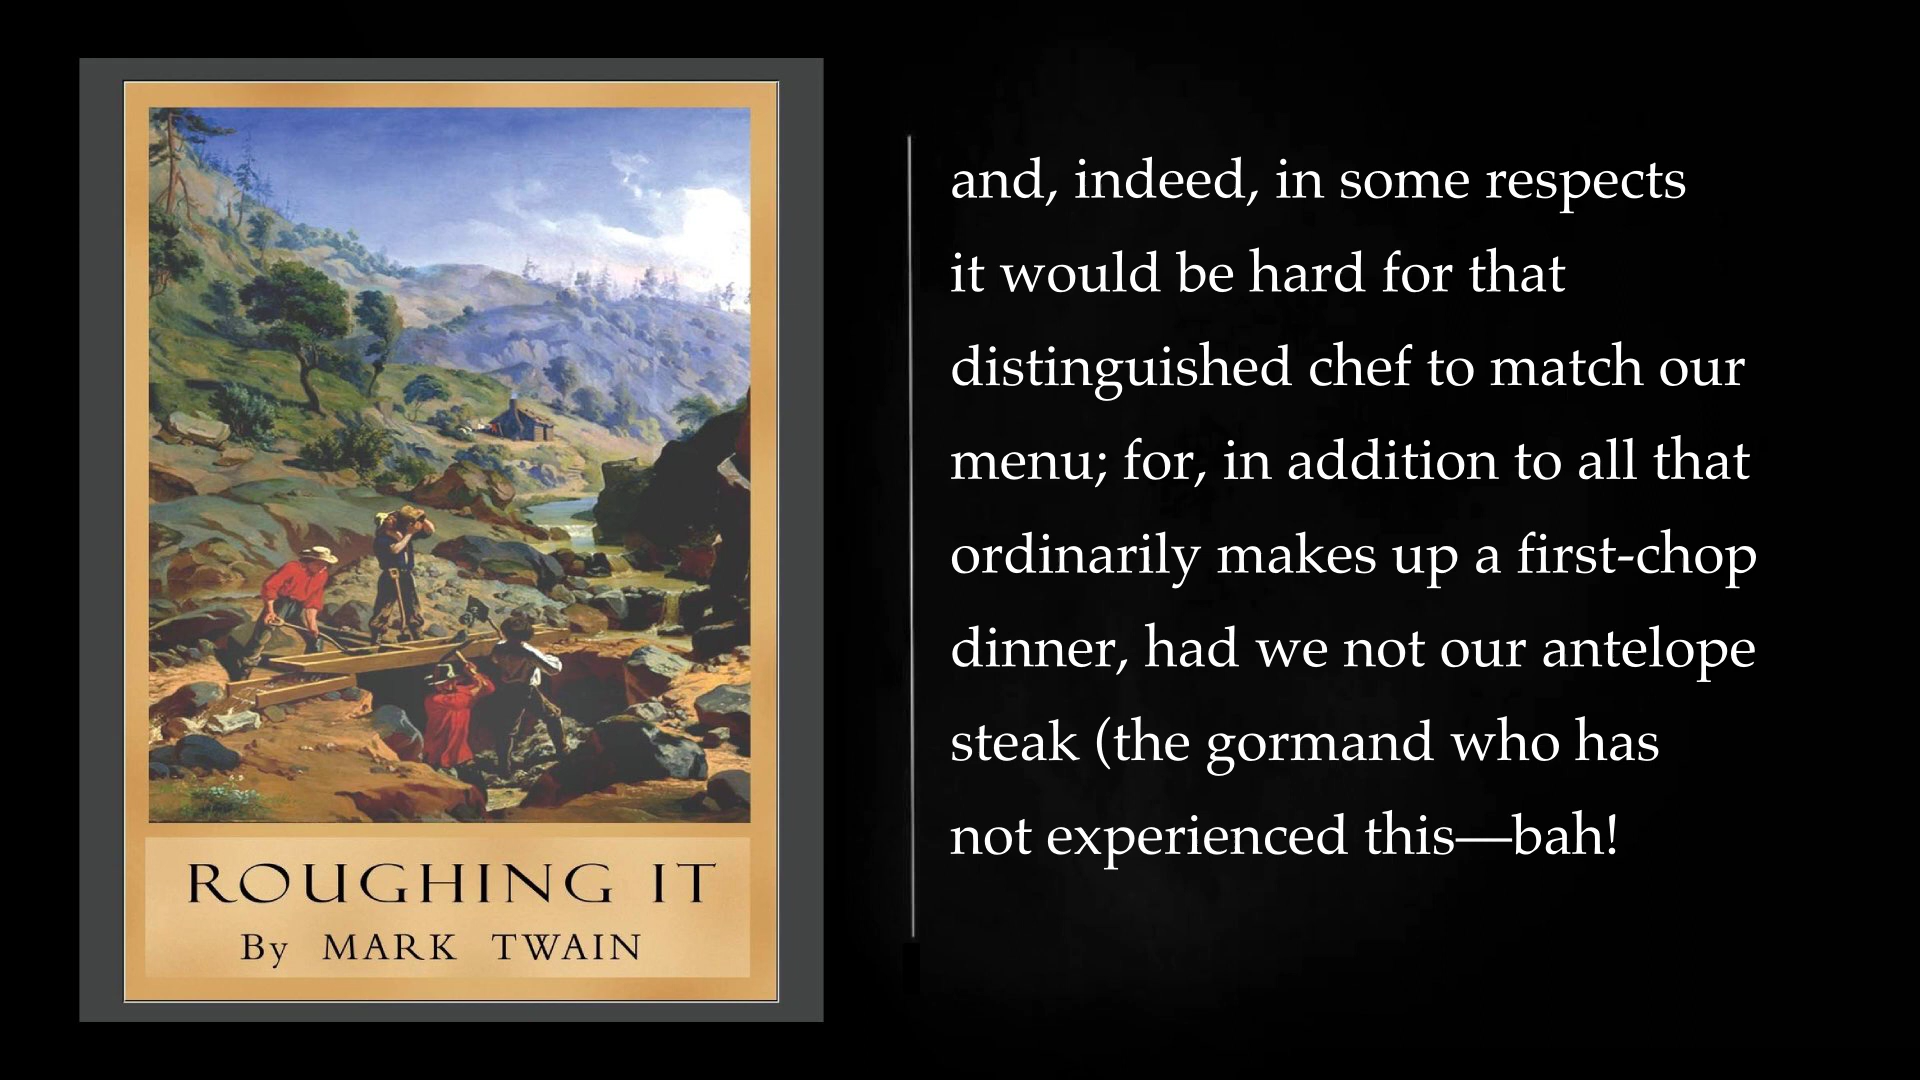 ROUGHING IT
By MARK TWAIN
and, indeed, in some respects
it would be hard for that
distinguished chef to match our
menu; for, in addition to all that
ordinarily makes up a first-chop
dinner, had we not our antelope
steak (the gormand who has
not experienced this—bah!